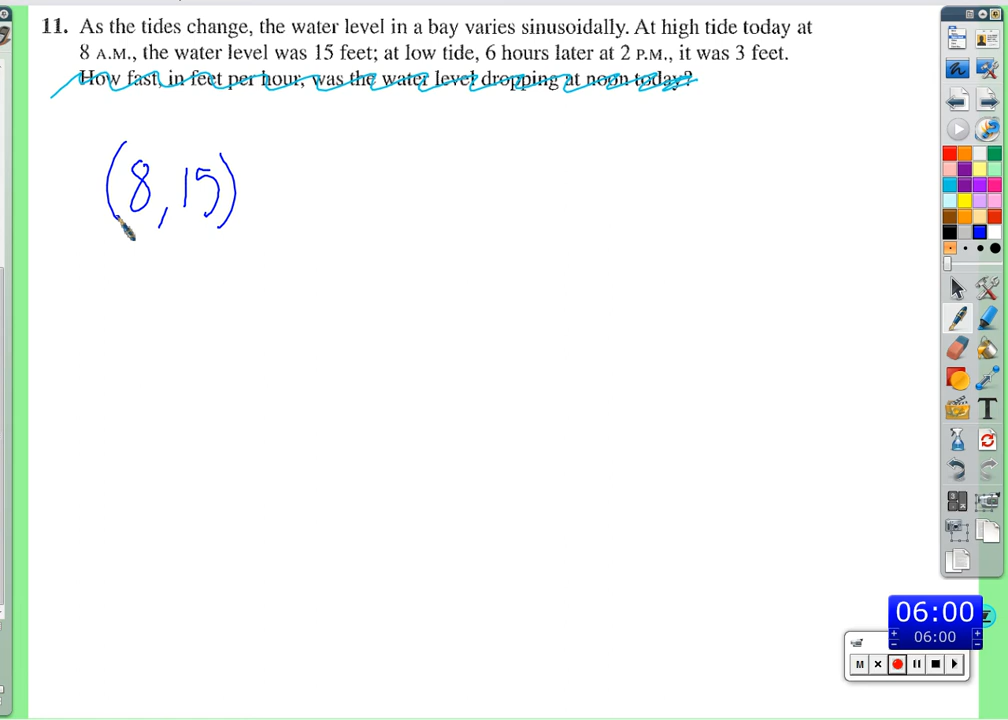 11. As the tides change, the water level in a bay varies sinusoidally. At high tide today at
8 A.M., the water level was 15 feet; at low tide, 6 hours later at 2 P.M., it was 3 feet.
How fast, in feet per hour, was the water level dropping at noon today?
(8, 15)
T
06:00
06:00
M